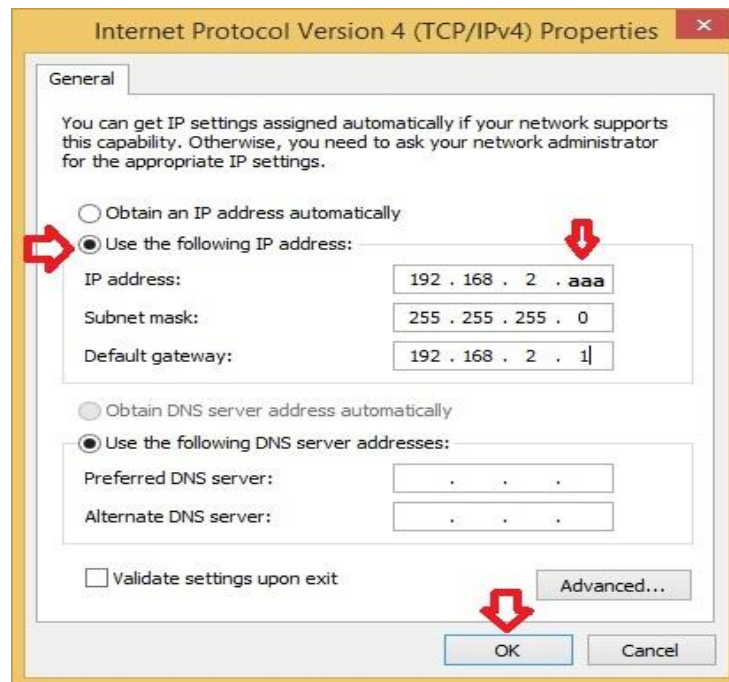 Internet Protocol Version 4 (TCP/IPv4) Properties
General
You can get IP settings assigned automatically if your network supports
this capability. Otherwise, you need to ask your network administrator
for the appropriate IP settings.
Obtain an IP address automatically
Use the following IP address:
IP address: 192 . 168 . 2 . aaa
Subnet mask: 255 . 255 . 255 . 0
Default gateway: 192 . 168 . 2 . 1
Obtain DNS server address automatically
Use the following DNS server addresses:
Preferred DNS server: . . .
Alternate DNS server: . . .
Validate settings upon exit
Advanced...
OK Cancel